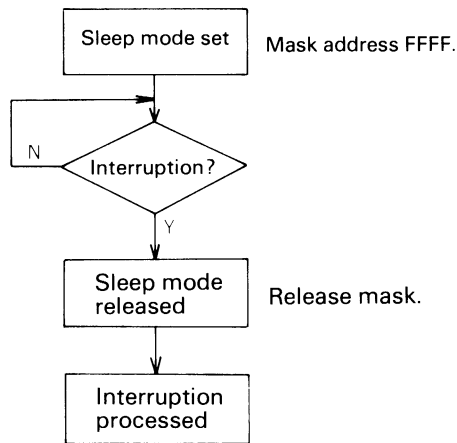 Sleep mode set
Mask address FFFF.
N
Interruption?
Y
Sleep mode
released
Release mask.
Interruption
processed